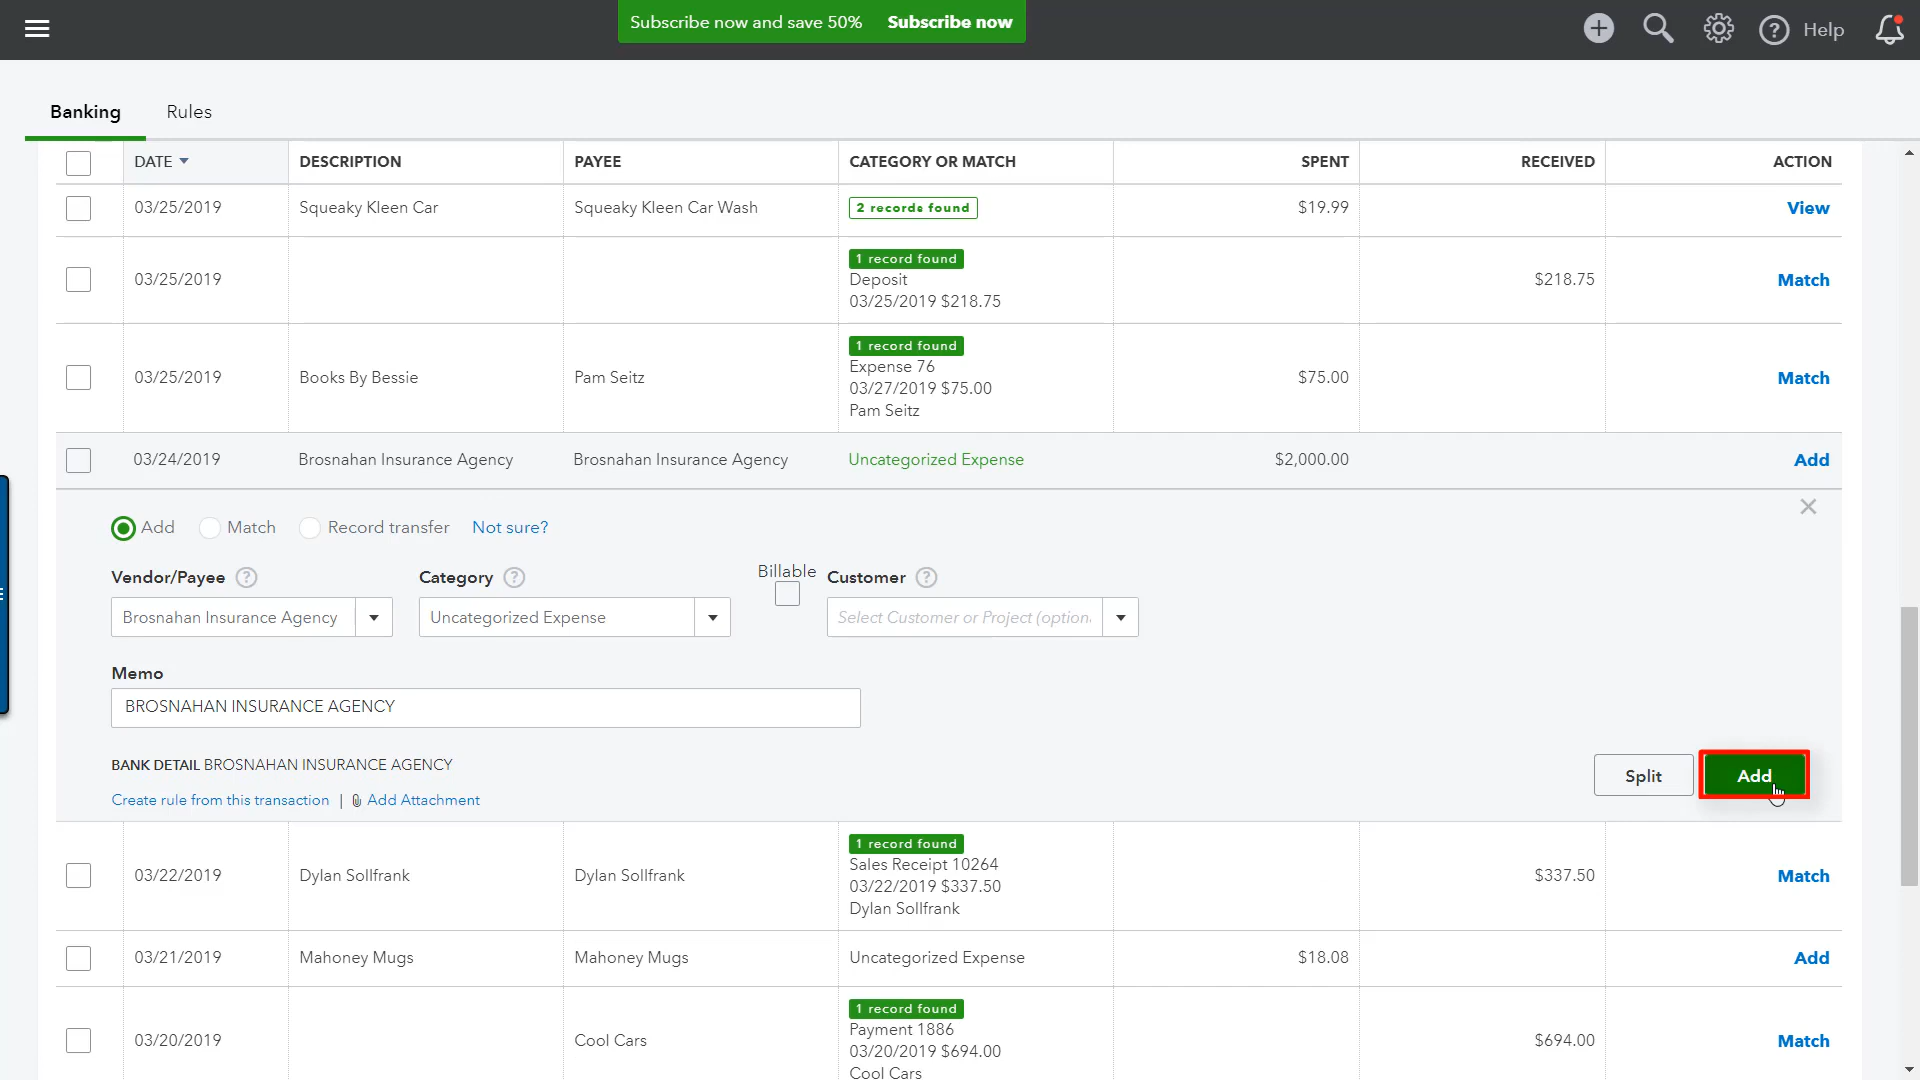 Subscribe now and save 50% Subscribe now
Help
Banking Rules
DATE DESCRIPTION PAYEE CATEGORY OR MATCH SPENT RECEIVED ACTION
03/25/2019 Squeaky Kleen Car Squeaky Kleen Car Wash 2 records found $19.99 View
1 record found
03/25/2019 Deposit $218.75 Match
03/25/2019 $218.75
1 record found
Expense 76
03/25/2019 Books By Bessie Pam Seitz 03/27/2019 $75.00 $75.00 Match
Pam Seitz
03/24/2019 Brosnahan Insurance Agency Brosnahan Insurance Agency Uncategorized Expense $2,000.00 Add
Add Match Record transfer Not sure?
Vendor/Payee ? Category ? Billable Customer ?
Brosnahan Insurance Agency Uncategorized Expense Select Customer or Project (option
Memo
BROSNAHAN INSURANCE AGENCY
BANK DETAIL BROSNAHAN INSURANCE AGENCY
Split Add
Create rule from this transaction | Add Attachment
1 record found
Sales Receipt 10264
03/22/2019 Dylan Sollfrank Dylan Sollfrank 03/22/2019 $337.50 $337.50 Match
Dylan Sollfrank
03/21/2019 Mahoney Mugs Mahoney Mugs Uncategorized Expense $18.08 Add
1 record found
Payment 1886
03/20/2019 Cool Cars 03/20/2019 $694.00 $694.00 Match
Cool Cars